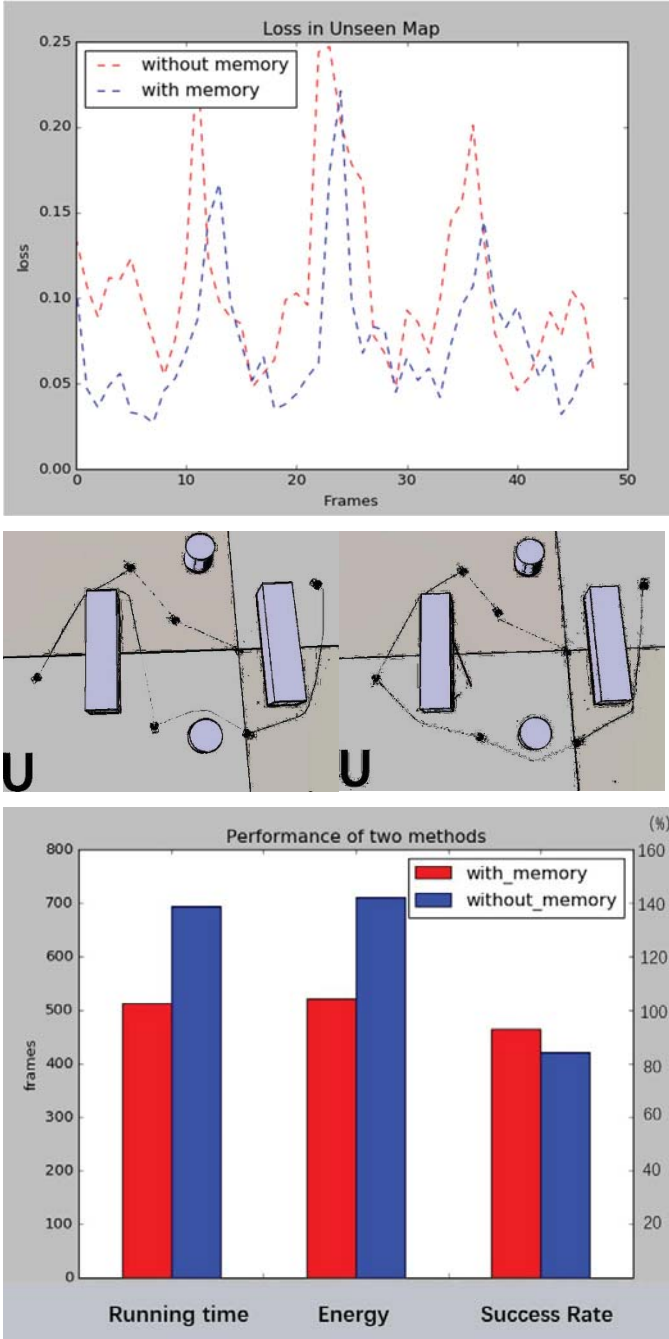 Loss in Unseen Map
without memory
with memory
0.25
0.20
0.15
0.10
0.05
0.00
loss
0 10 20 30 40 50
Frames
U U
(%)
Performance of two methods
with_memory
without_memory
800 160
700 140
600 120
500 100
400 80
300 60
200 40
100 20
0
frames
Running time Energy Success Rate